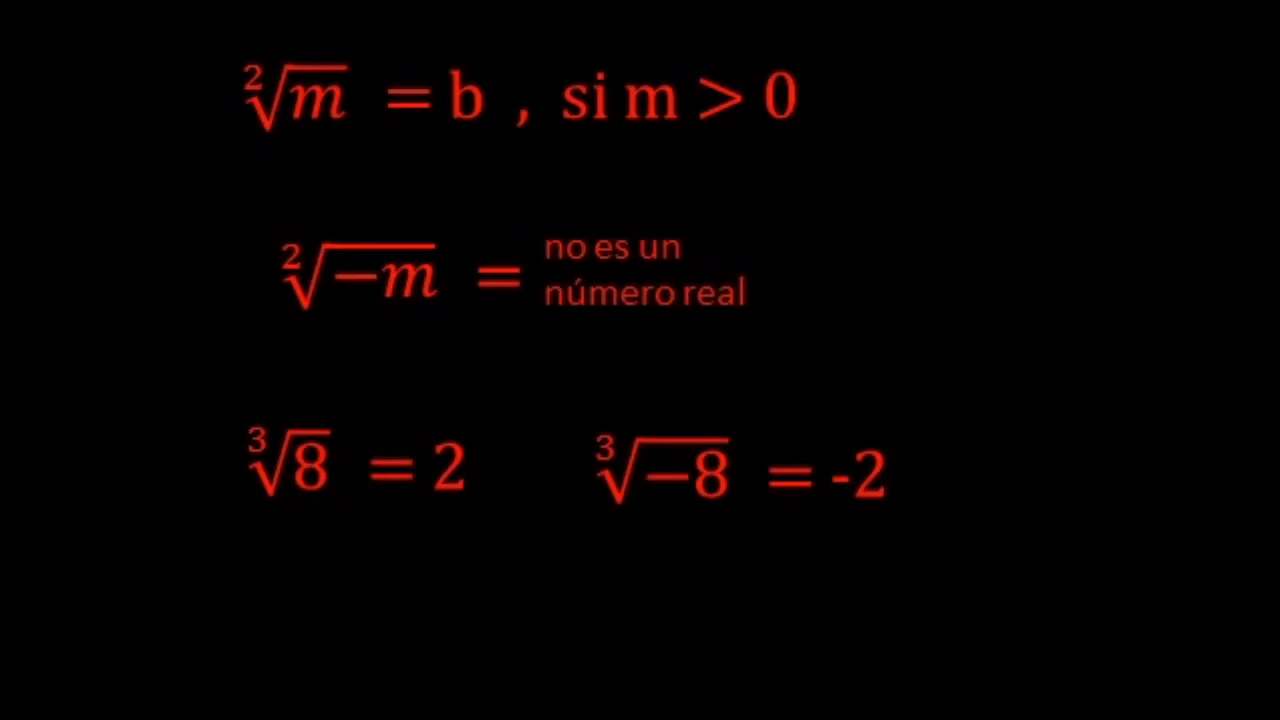 ²√m = b , si m > 0
²√−m = no es un
número real
³√8 = 2 ³√−8 = -2